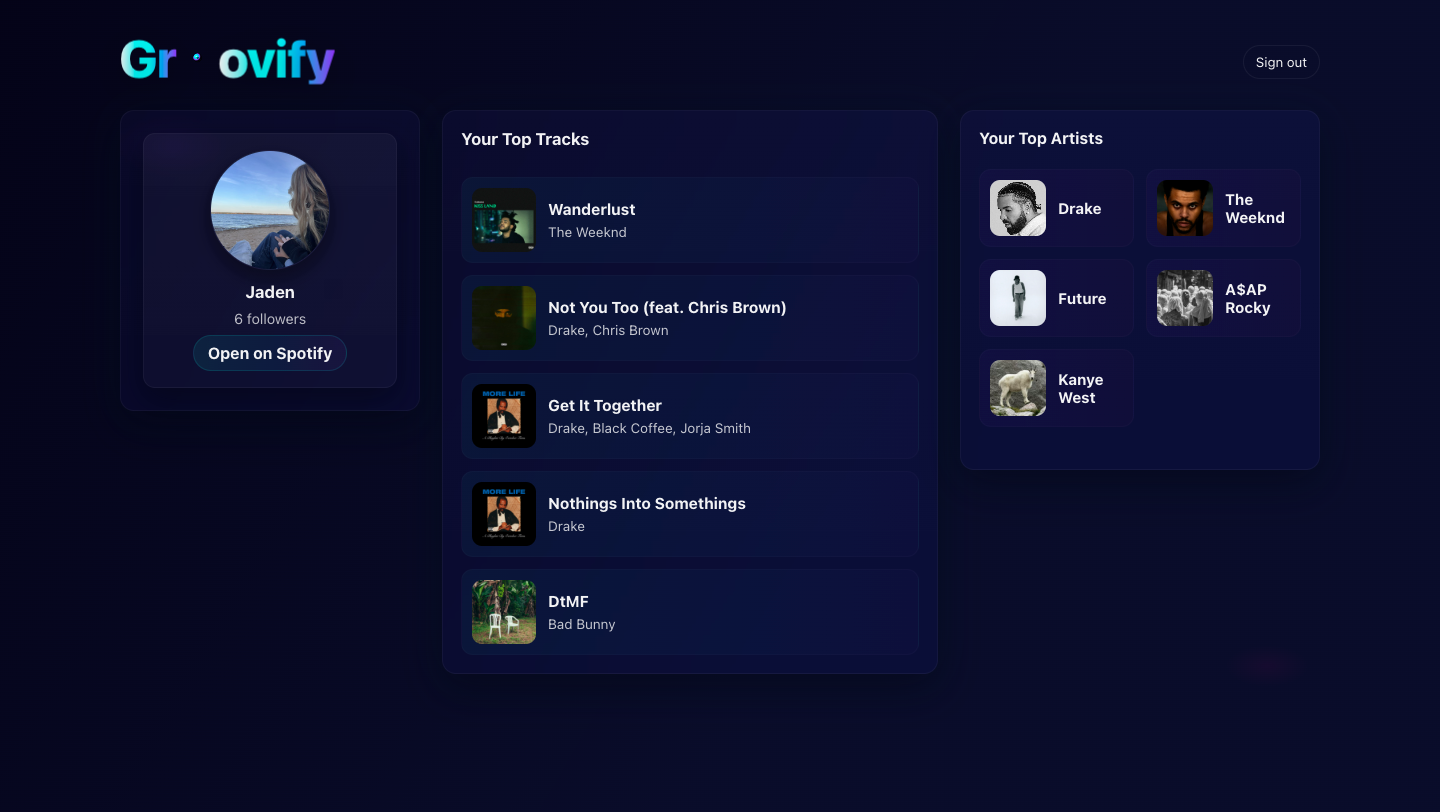 Gr · ovify
Sign out
Jaden
6 followers
Open on Spotify
Your Top Tracks
Wanderlust
The Weeknd
Not You Too (feat. Chris Brown)
Drake, Chris Brown
MORE LIFE
Get It Together
Drake, Black Coffee, Jorja Smith
MORE LIFE
Nothings Into Somethings
Drake
DtMF
Bad Bunny
Your Top Artists
Drake
The
Weeknd
Future
A$AP
Rocky
Kanye
West